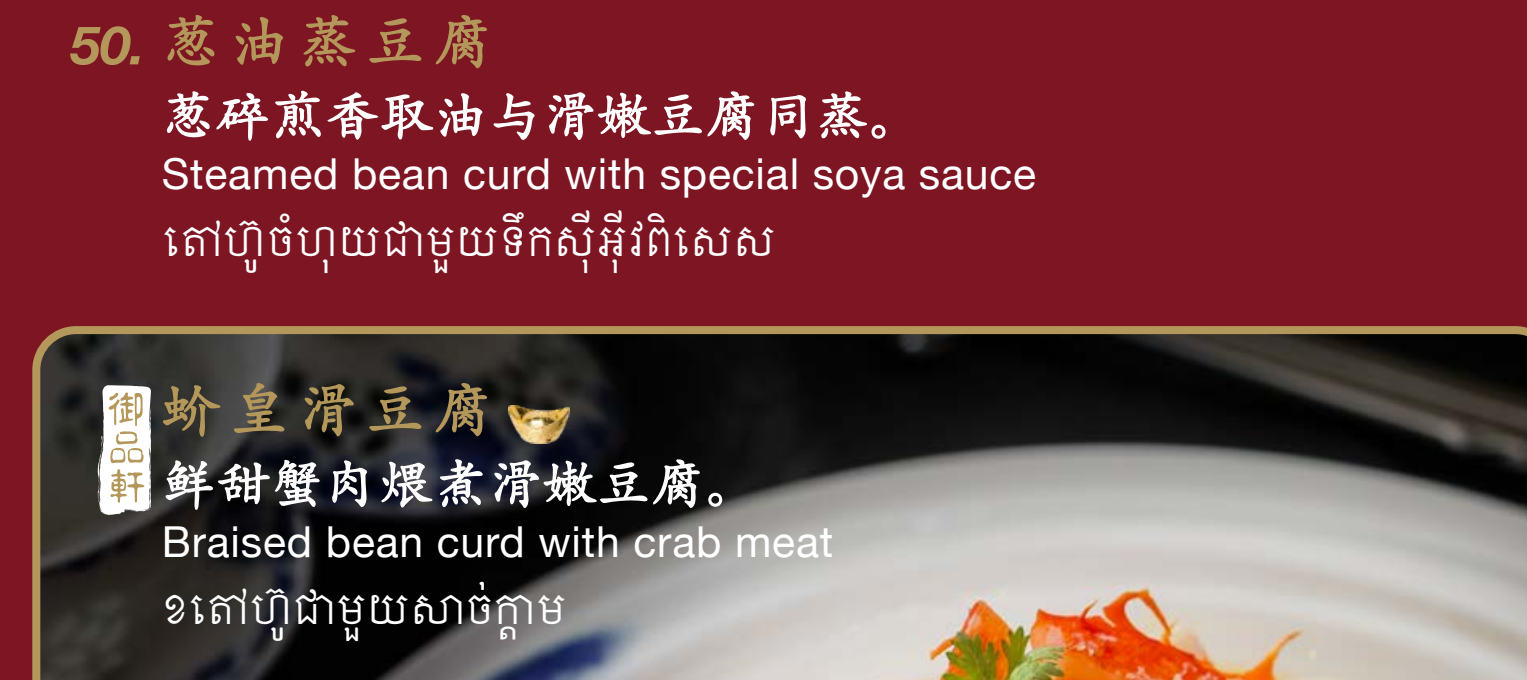 50. 葱油蒸豆腐
葱碎煎香取油与滑嫩豆腐同蒸。
Steamed bean curd with special soya sauce
តៅហ៊ូចំហុយជាមួយទឹកស៊ីអ៊ីវពិសេស
御品軒
蚧皇滑豆腐
鲜甜蟹肉煨煮滑嫩豆腐。
Braised bean curd with crab meat
ខតៅហ៊ូជាមួយសាច់ក្តាម